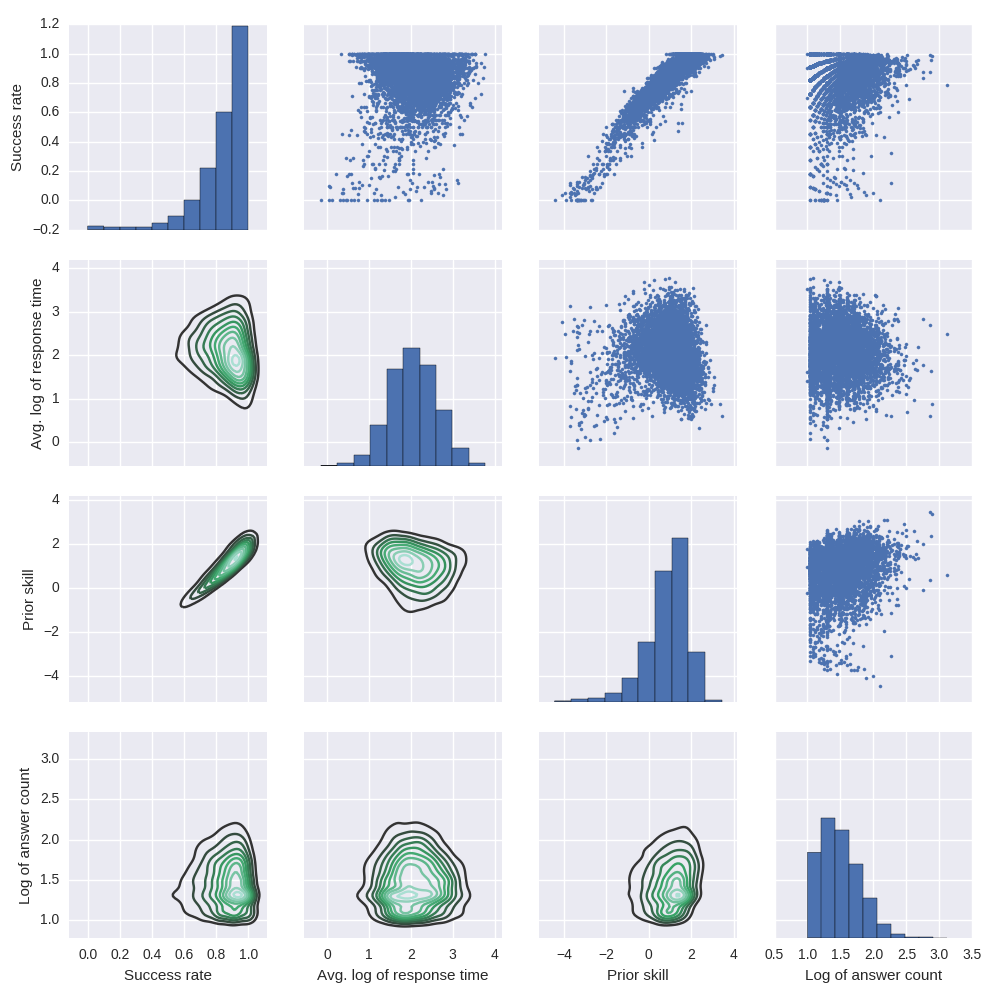 1.2
1.0
0.8
0.6
0.4
0.2
0.0
−0.2
Success rate
4
3
2
1
0
Avg. log of response time
4
2
0
−2
−4
Prior skill
3.0
2.5
2.0
1.5
1.0
Log of answer count
0.0 0.2 0.4 0.6 0.8 1.0
0 1 2 3 4
−4 −2 0 2 4
0.5 1.0 1.5 2.0 2.5 3.0 3.5
Success rate
Avg. log of response time
Prior skill
Log of answer count